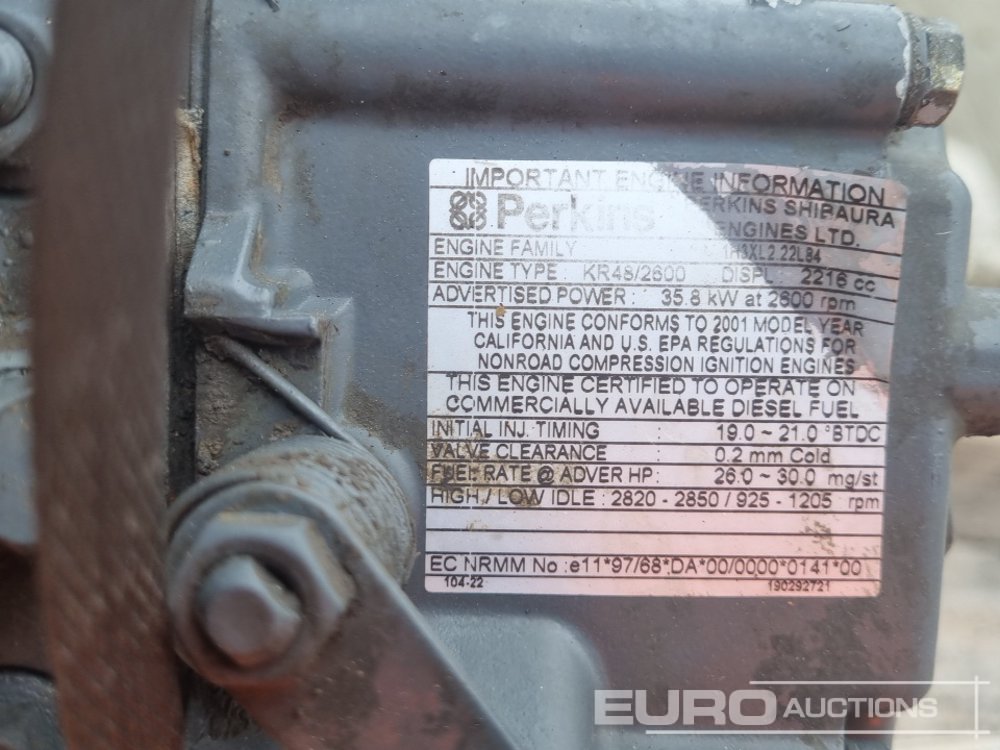 IMPORTANT ENGINE INFORMATION
Perkins PERKINS SHIBAURA
ENGINES LTD.
ENGINE FAMILY 1H3XL2.22L84
ENGINE TYPE : KR48/2600 DISPL : 2216 cc
ADVERTISED POWER : 35.8 kW at 2600 rpm
THIS ENGINE CONFORMS TO 2001 MODEL YEAR
CALIFORNIA AND U.S. EPA REGULATIONS FOR
NONROAD COMPRESSION IGNITION ENGINES
THIS ENGINE CERTIFIED TO OPERATE ON
COMMERCIALLY AVAILABLE DIESEL FUEL
INITIAL INJ. TIMING : 19.0 ~ 21.0 °BTDC
VALVE CLEARANCE : 0.2 mm Cold
FUEL RATE @ ADVER HP : 26.0 ~ 30.0 mg/st
HIGH / LOW IDLE : 2820 - 2850 / 925 - 1205 rpm
EC NRMM No : e11*97/68*DA*00/0000*0141*00
104-22 190292721
EURO AUCTIONS